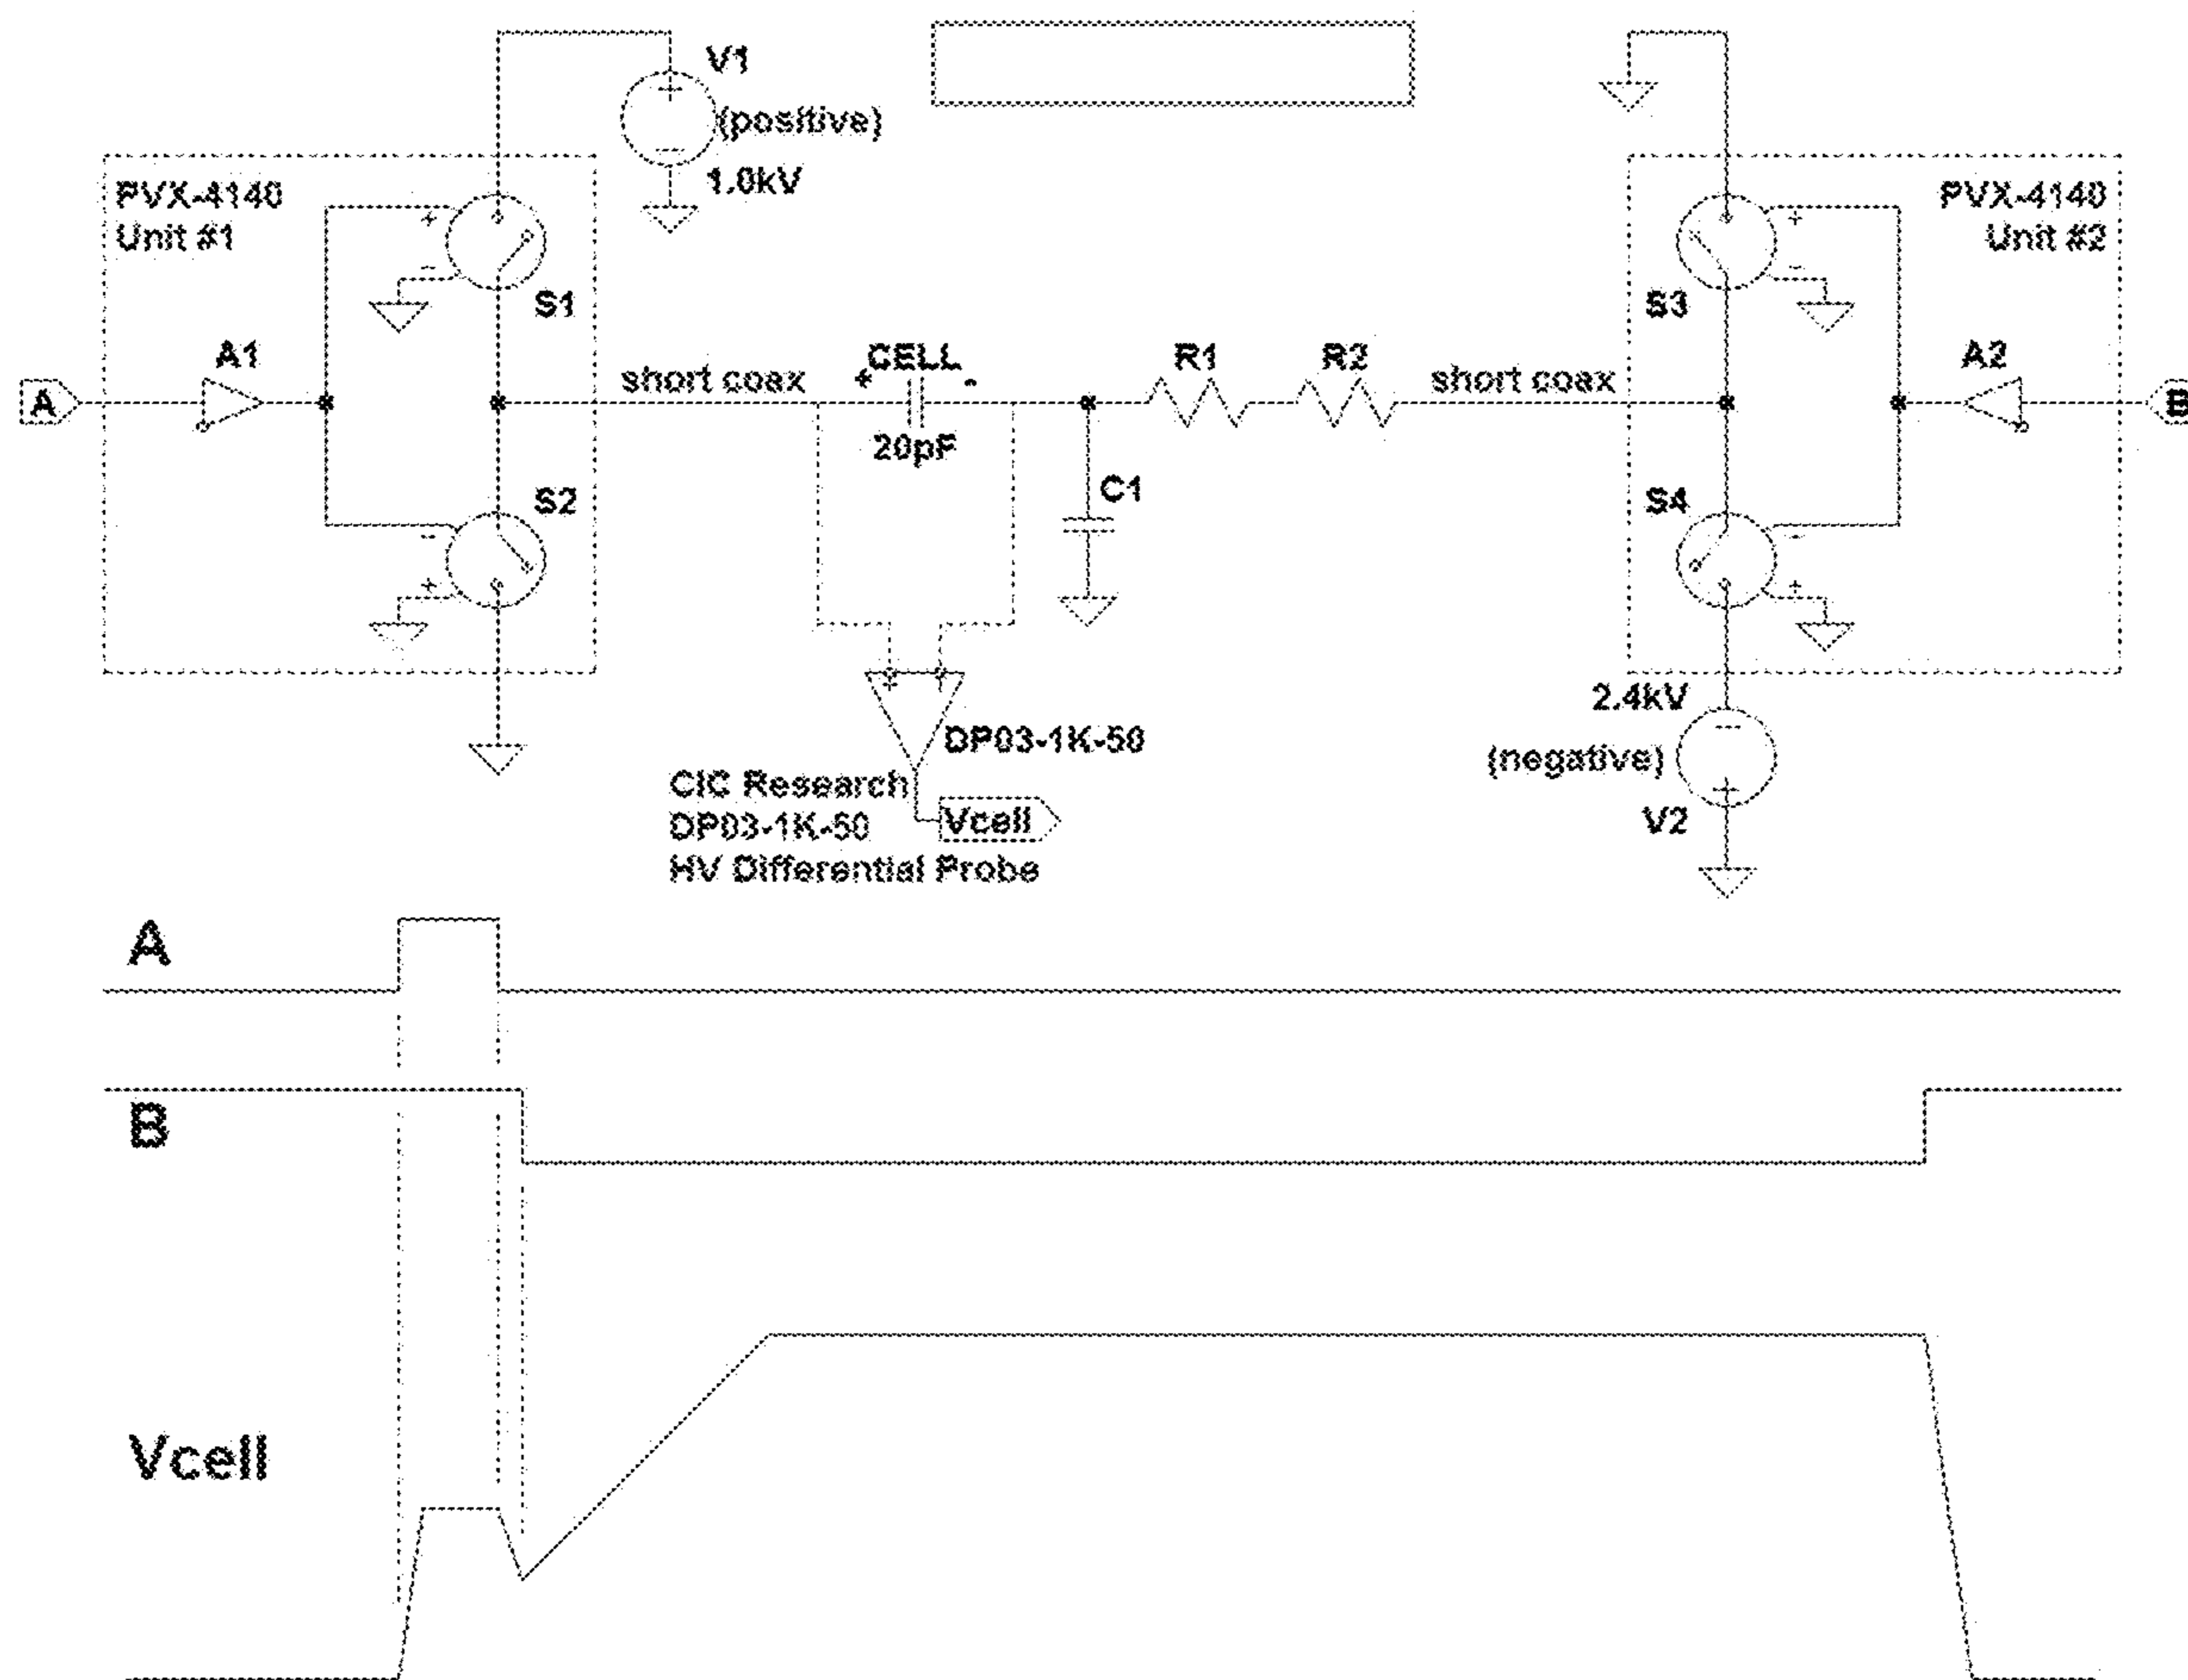 V1
(positive)
1.0kV
PVX-4140
Unit #1
+
-
S1
A1
A
S2
-
+
short coax
+ CELL -
20pF
R1
R2
short coax
C1
PVX-4140
Unit #2
+
-
S3
A2
B
S4
-
+
2.4kV
(negative)
V2
DP03-1K-50
CIC Research
DP03-1K-50
HV Differential Probe
Vcell
A
B
Vcell